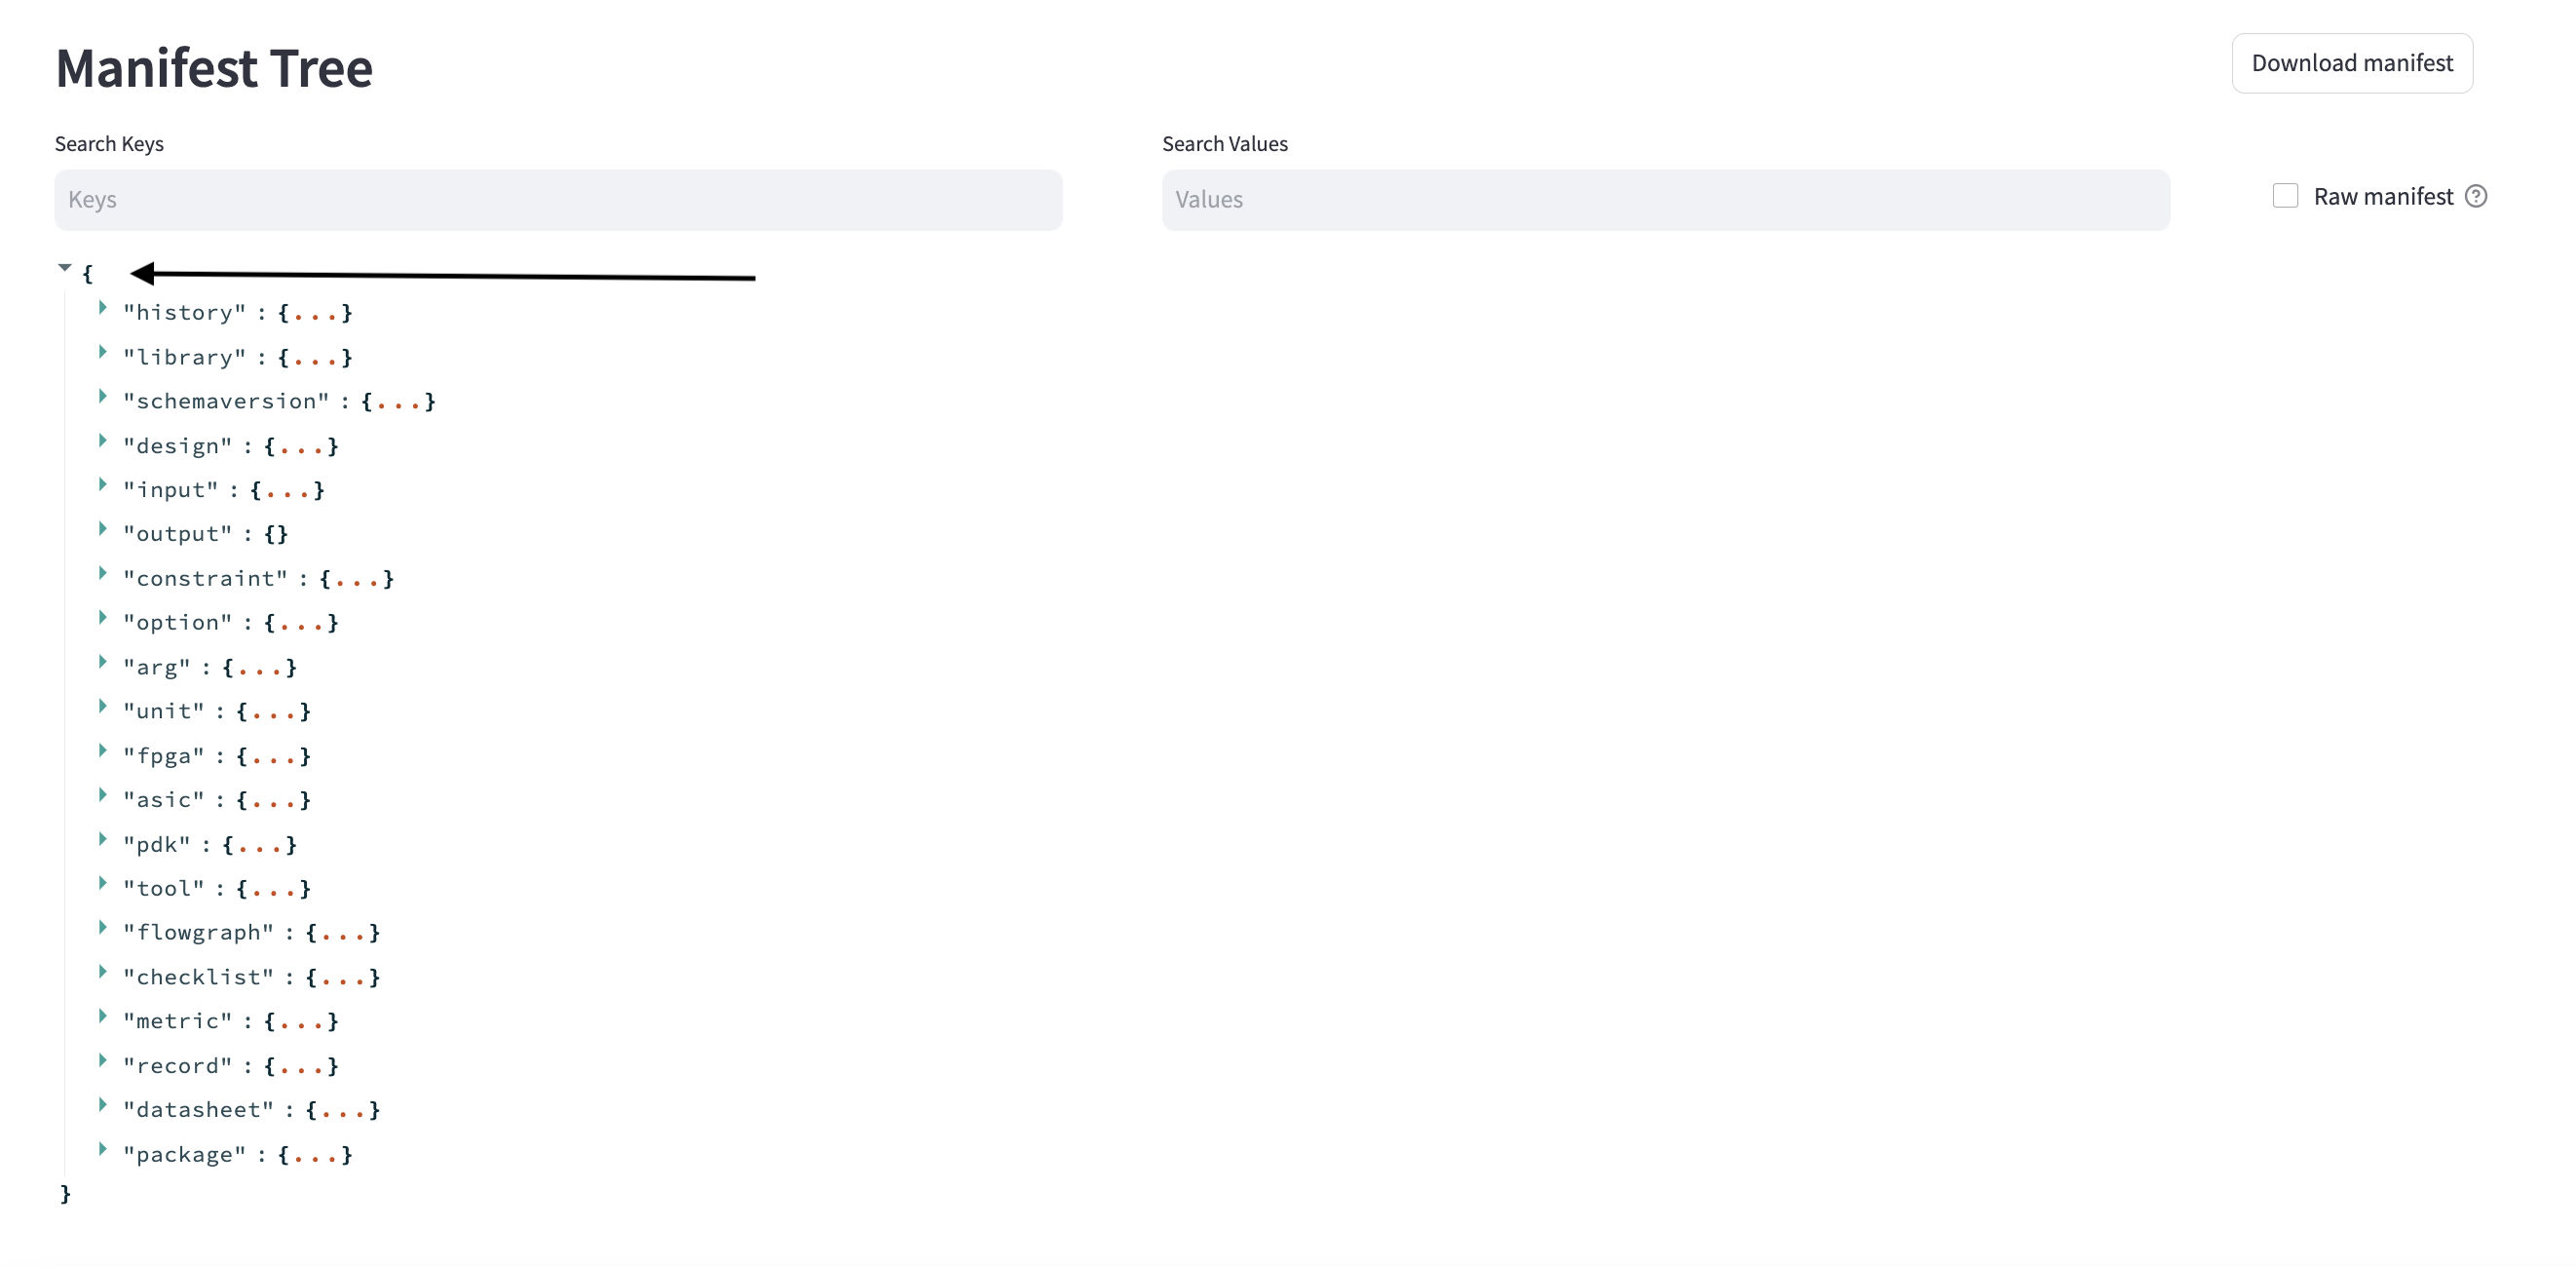 Manifest Tree
Download manifest
Search Keys
Search Values
Keys
Values
Raw manifest
{
"history" : {...}
"library" : {...}
"schemaversion" : {...}
"design" : {...}
"input" : {...}
"output" : {}
"constraint" : {...}
"option" : {...}
"arg" : {...}
"unit" : {...}
"fpga" : {...}
"asic" : {...}
"pdk" : {...}
"tool" : {...}
"flowgraph" : {...}
"checklist" : {...}
"metric" : {...}
"record" : {...}
"datasheet" : {...}
"package" : {...}
}